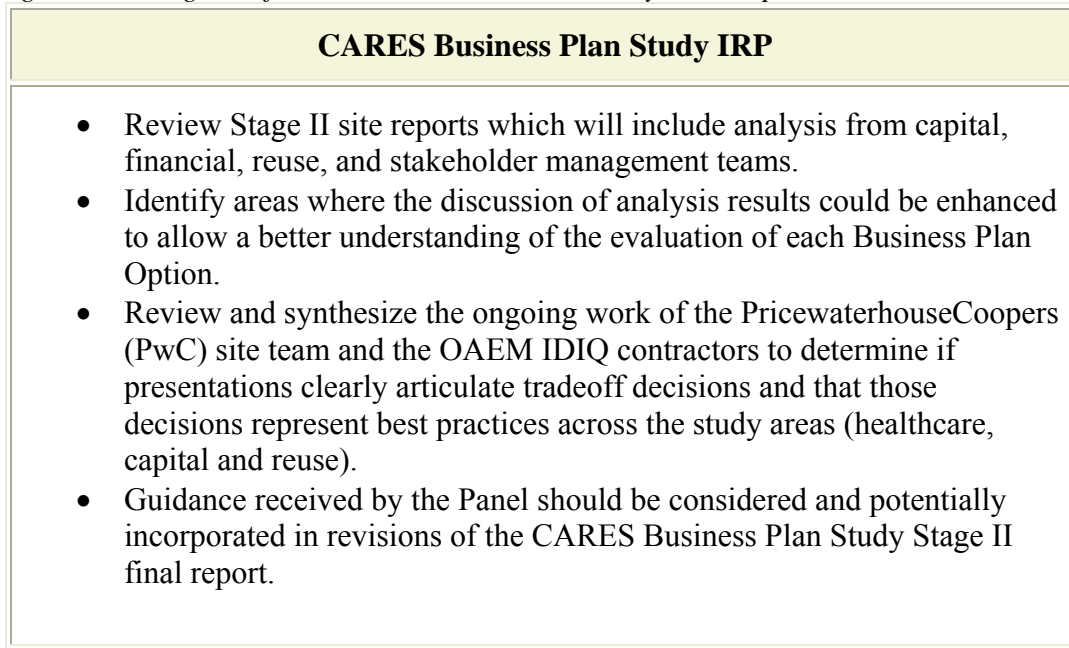 CARES Business Plan Study IRP
• Review Stage II site reports which will include analysis from capital,
financial, reuse, and stakeholder management teams.
• Identify areas where the discussion of analysis results could be enhanced
to allow a better understanding of the evaluation of each Business Plan
Option.
• Review and synthesize the ongoing work of the PricewaterhouseCoopers
(PwC) site team and the OAEM IDIQ contractors to determine if
presentations clearly articulate tradeoff decisions and that those
decisions represent best practices across the study areas (healthcare,
capital and reuse).
• Guidance received by the Panel should be considered and potentially
incorporated in revisions of the CARES Business Plan Study Stage II
final report.